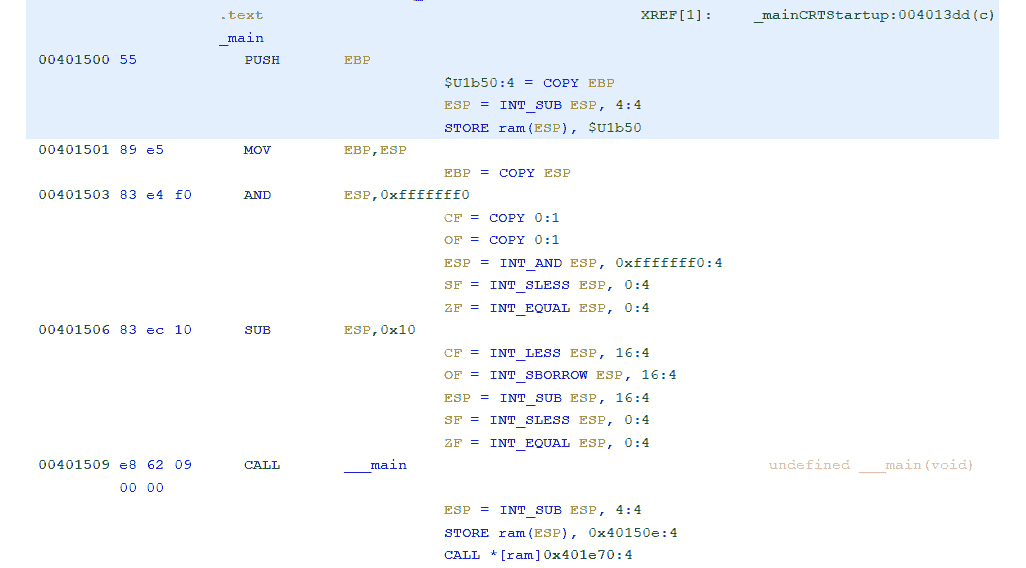 .text XREF[1]: _mainCRTStartup:004013dd(c)
_main
00401500 55 PUSH EBP
$U1b50:4 = COPY EBP
ESP = INT_SUB ESP, 4:4
STORE ram(ESP), $U1b50
00401501 89 e5 MOV EBP,ESP
EBP = COPY ESP
00401503 83 e4 f0 AND ESP,0xfffffff0
CF = COPY 0:1
OF = COPY 0:1
ESP = INT_AND ESP, 0xfffffff0:4
SF = INT_SLESS ESP, 0:4
ZF = INT_EQUAL ESP, 0:4
00401506 83 ec 10 SUB ESP,0x10
CF = INT_LESS ESP, 16:4
OF = INT_SBORROW ESP, 16:4
ESP = INT_SUB ESP, 16:4
SF = INT_SLESS ESP, 0:4
ZF = INT_EQUAL ESP, 0:4
00401509 e8 62 09 CALL ___main undefined ___main(void)
00 00
ESP = INT_SUB ESP, 4:4
STORE ram(ESP), 0x40150e:4
CALL *[ram]0x401e70:4